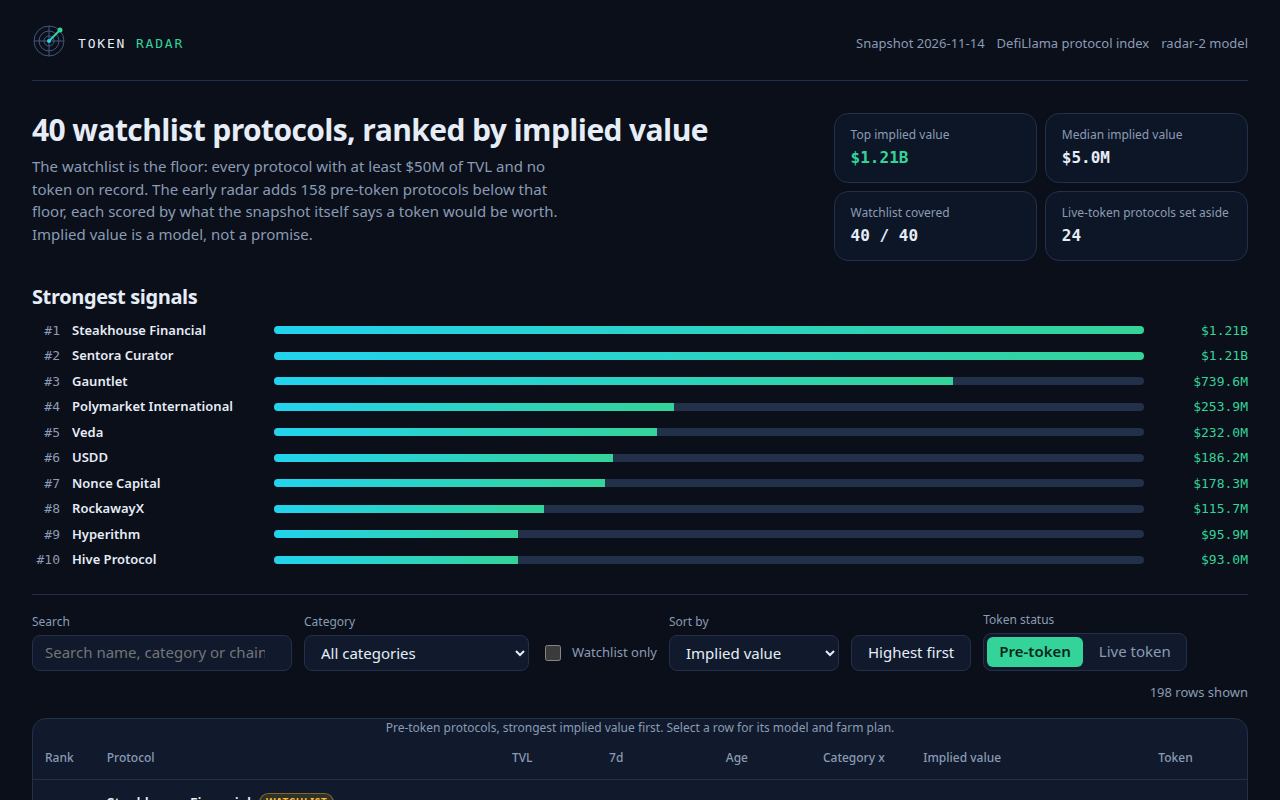 TOKEN RADAR
Snapshot 2026-11-14 DefiLlama protocol index radar-2 model
40 watchlist protocols, ranked by implied value
The watchlist is the floor: every protocol with at least $50M of TVL and no
token on record. The early radar adds 158 pre-token protocols below that
floor, each scored by what the snapshot itself says a token would be worth.
Implied value is a model, not a promise.
Top implied value
$1.21B
Median implied value
$5.0M
Watchlist covered
40 / 40
Live-token protocols set aside
24
Strongest signals
#1 Steakhouse Financial $1.21B
#2 Sentora Curator $1.21B
#3 Gauntlet $739.6M
#4 Polymarket International $253.9M
#5 Veda $232.0M
#6 USDD $186.2M
#7 Nonce Capital $178.3M
#8 RockawayX $115.7M
#9 Hyperithm $95.9M
#10 Hive Protocol $93.0M
Search
Search name, category or chain
Category
All categories
Watchlist only
Sort by
Implied value
Highest first
Token status
Pre-token Live token
198 rows shown
Pre-token protocols, strongest implied value first. Select a row for its model and farm plan.
Rank Protocol TVL 7d Age Category x Implied value Token
Steakhouse Financial WATCHLIST